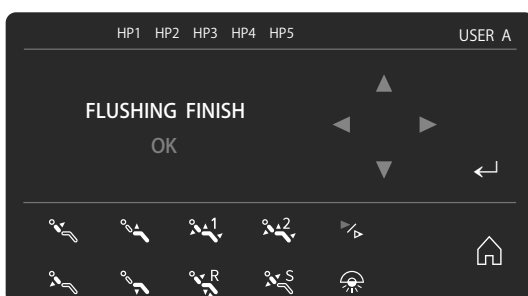 HP1 HP2 HP3 HP4 HP5 USER A
FLUSHING FINISH
OK
1 2
R S